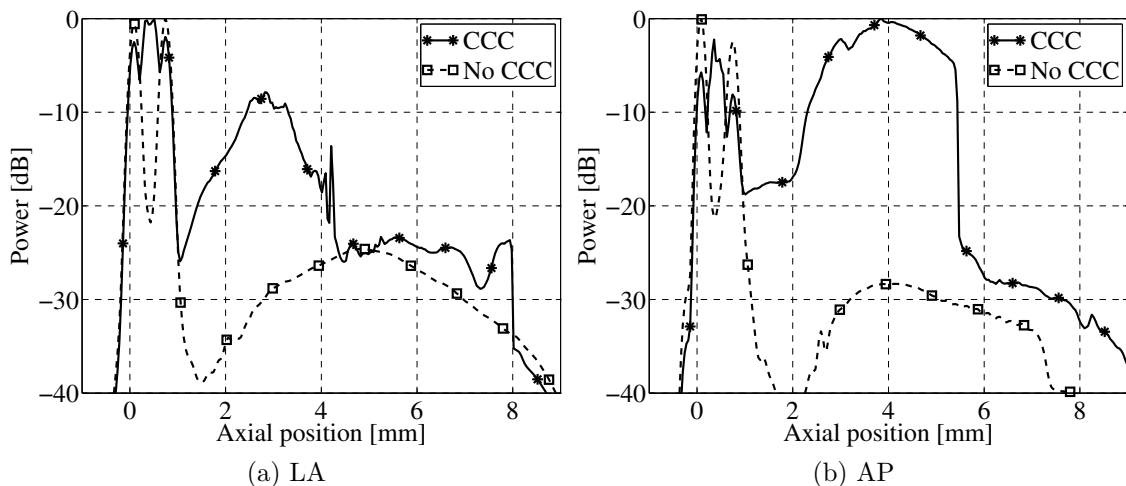 0
−10
−20
−30
−40
Power [dB]
0 2 4 6 8
Axial position [mm]
CCC
No CCC
(a) LA
0
−10
−20
−30
−40
Power [dB]
0 2 4 6 8
Axial position [mm]
CCC
No CCC
(b) AP